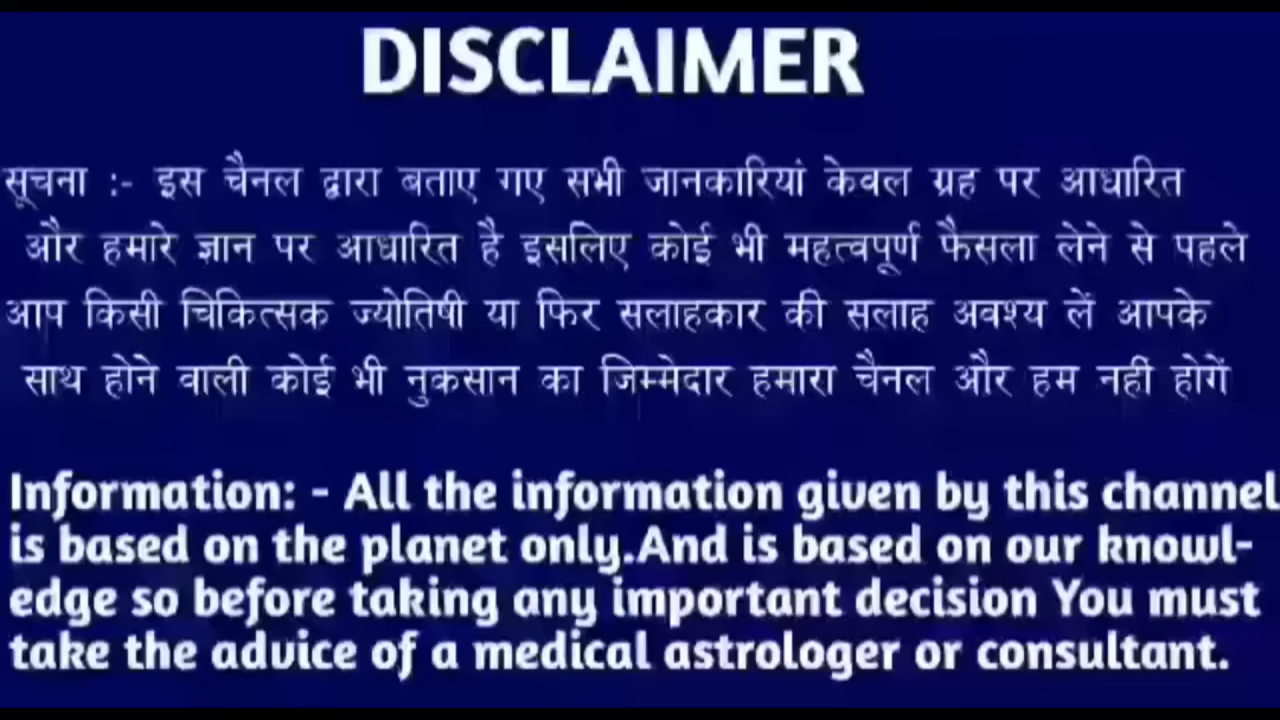 DISCLAIMER
सूचना :- इस चैनल द्वारा बताए गए सभी जानकारियां केवल ग्रह पर आधारित
और हमारे ज्ञान पर आधारित है इसलिए कोई भी महत्वपूर्ण फैसला लेने से पहले
आप किसी चिकित्सक ज्योतिषी या फिर सलाहकार की सलाह अवश्य लें आपके
साथ होने वाली कोई भी नुकसान का जिम्मेदार हमारा चैनल और हम नहीं होगें
Information: - All the information given by this channel
is based on the planet only.And is based on our knowl-
edge so before taking any important decision You must
take the advice of a medical astrologer or consultant.